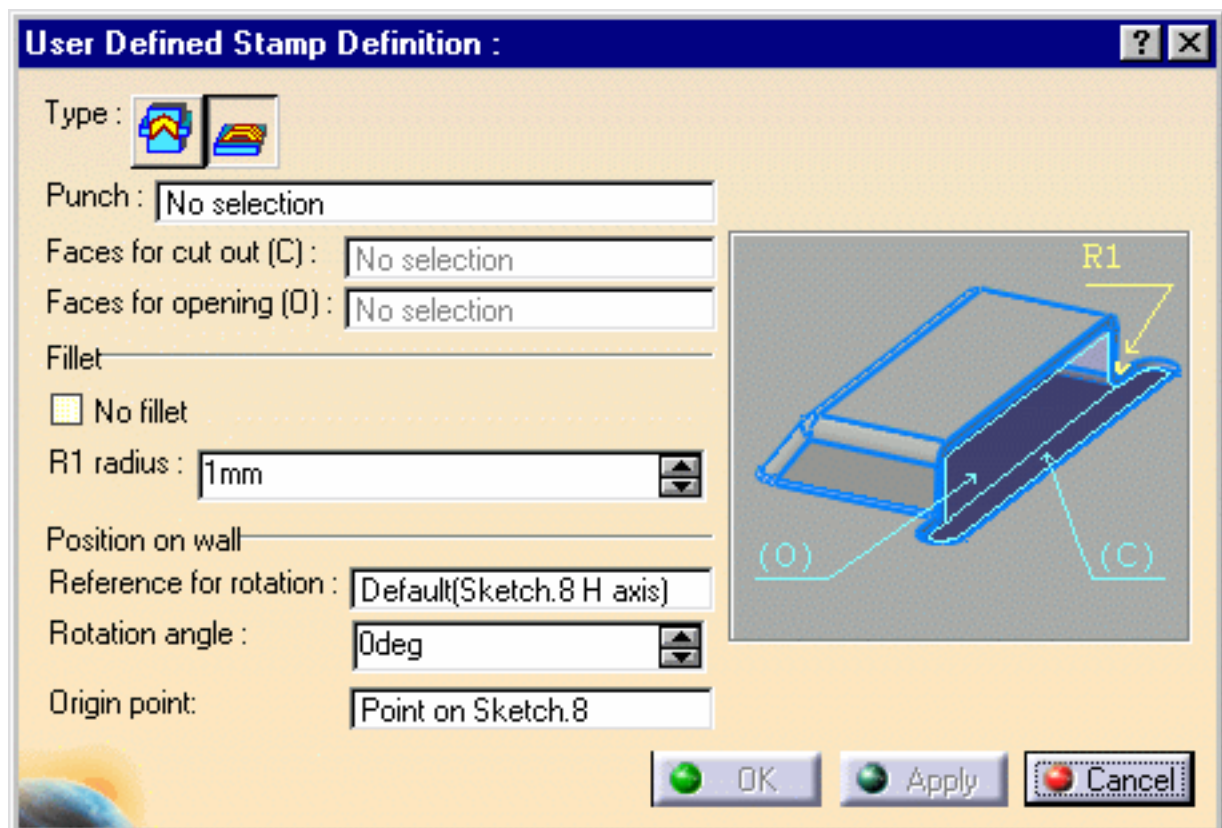 User Defined Stamp Definition :
Type :
Punch : No selection
Faces for cut out (C) : No selection
Faces for opening (O) : No selection
Fillet
No fillet
R1 radius : 1mm
Position on wall
Reference for rotation : Default(Sketch.8 H axis)
Rotation angle : 0deg
Origin point: Point on Sketch.8
R1
(O)
(C)
OK Apply Cancel